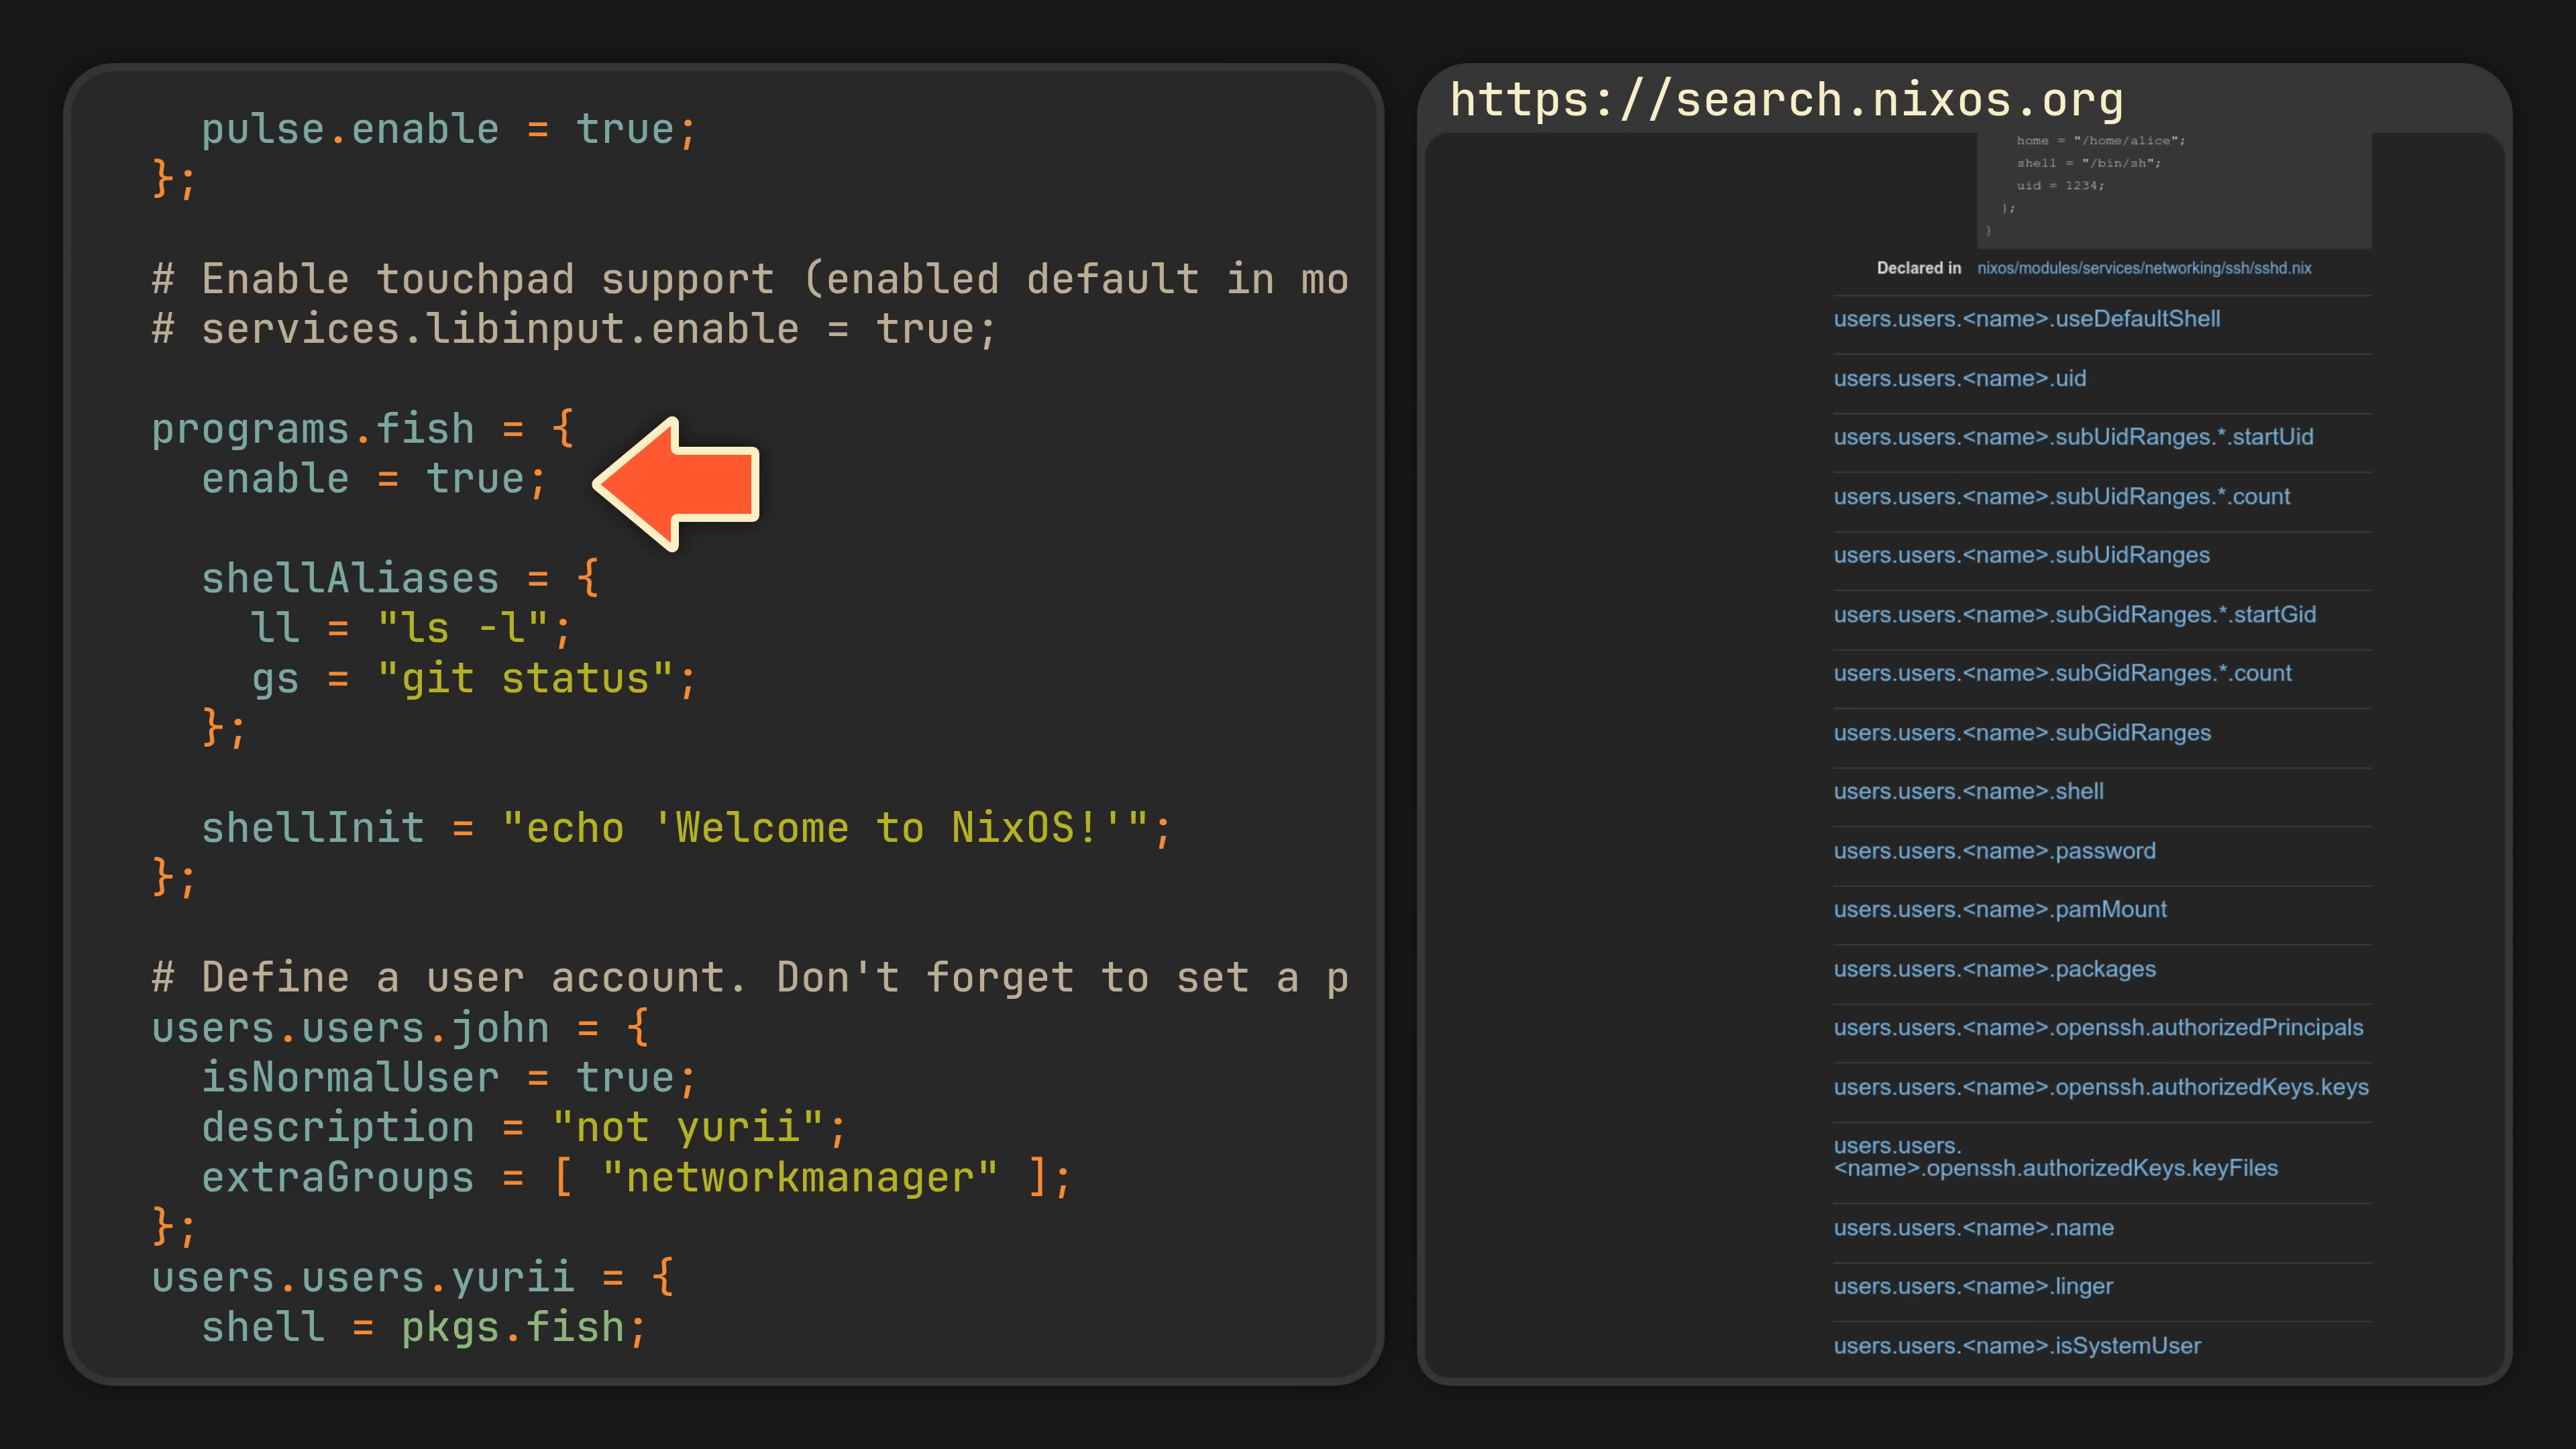 pulse.enable = true;
};
# Enable touchpad support (enabled default in mo
# services.libinput.enable = true;
programs.fish = {
enable = true;
shellAliases = {
ll = "ls -l";
gs = "git status";
};
shellInit = "echo 'Welcome to NixOS!'";
};
# Define a user account. Don't forget to set a p
users.users.john = {
isNormalUser = true;
description = "not yurii";
extraGroups = [ "networkmanager" ];
};
users.users.yurii = {
shell = pkgs.fish;
https://search.nixos.org
home = "/home/alice";
shell = "/bin/sh";
uid = 1234;
};
}
Declared in nixos/modules/services/networking/ssh/sshd.nix
users.users.<name>.useDefaultShell
users.users.<name>.uid
users.users.<name>.subUidRanges.*.startUid
users.users.<name>.subUidRanges.*.count
users.users.<name>.subUidRanges
users.users.<name>.subGidRanges.*.startGid
users.users.<name>.subGidRanges.*.count
users.users.<name>.subGidRanges
users.users.<name>.shell
users.users.<name>.password
users.users.<name>.pamMount
users.users.<name>.packages
users.users.<name>.openssh.authorizedPrincipals
users.users.<name>.openssh.authorizedKeys.keys
users.users.
<name>.openssh.authorizedKeys.keyFiles
users.users.<name>.name
users.users.<name>.linger
users.users.<name>.isSystemUser